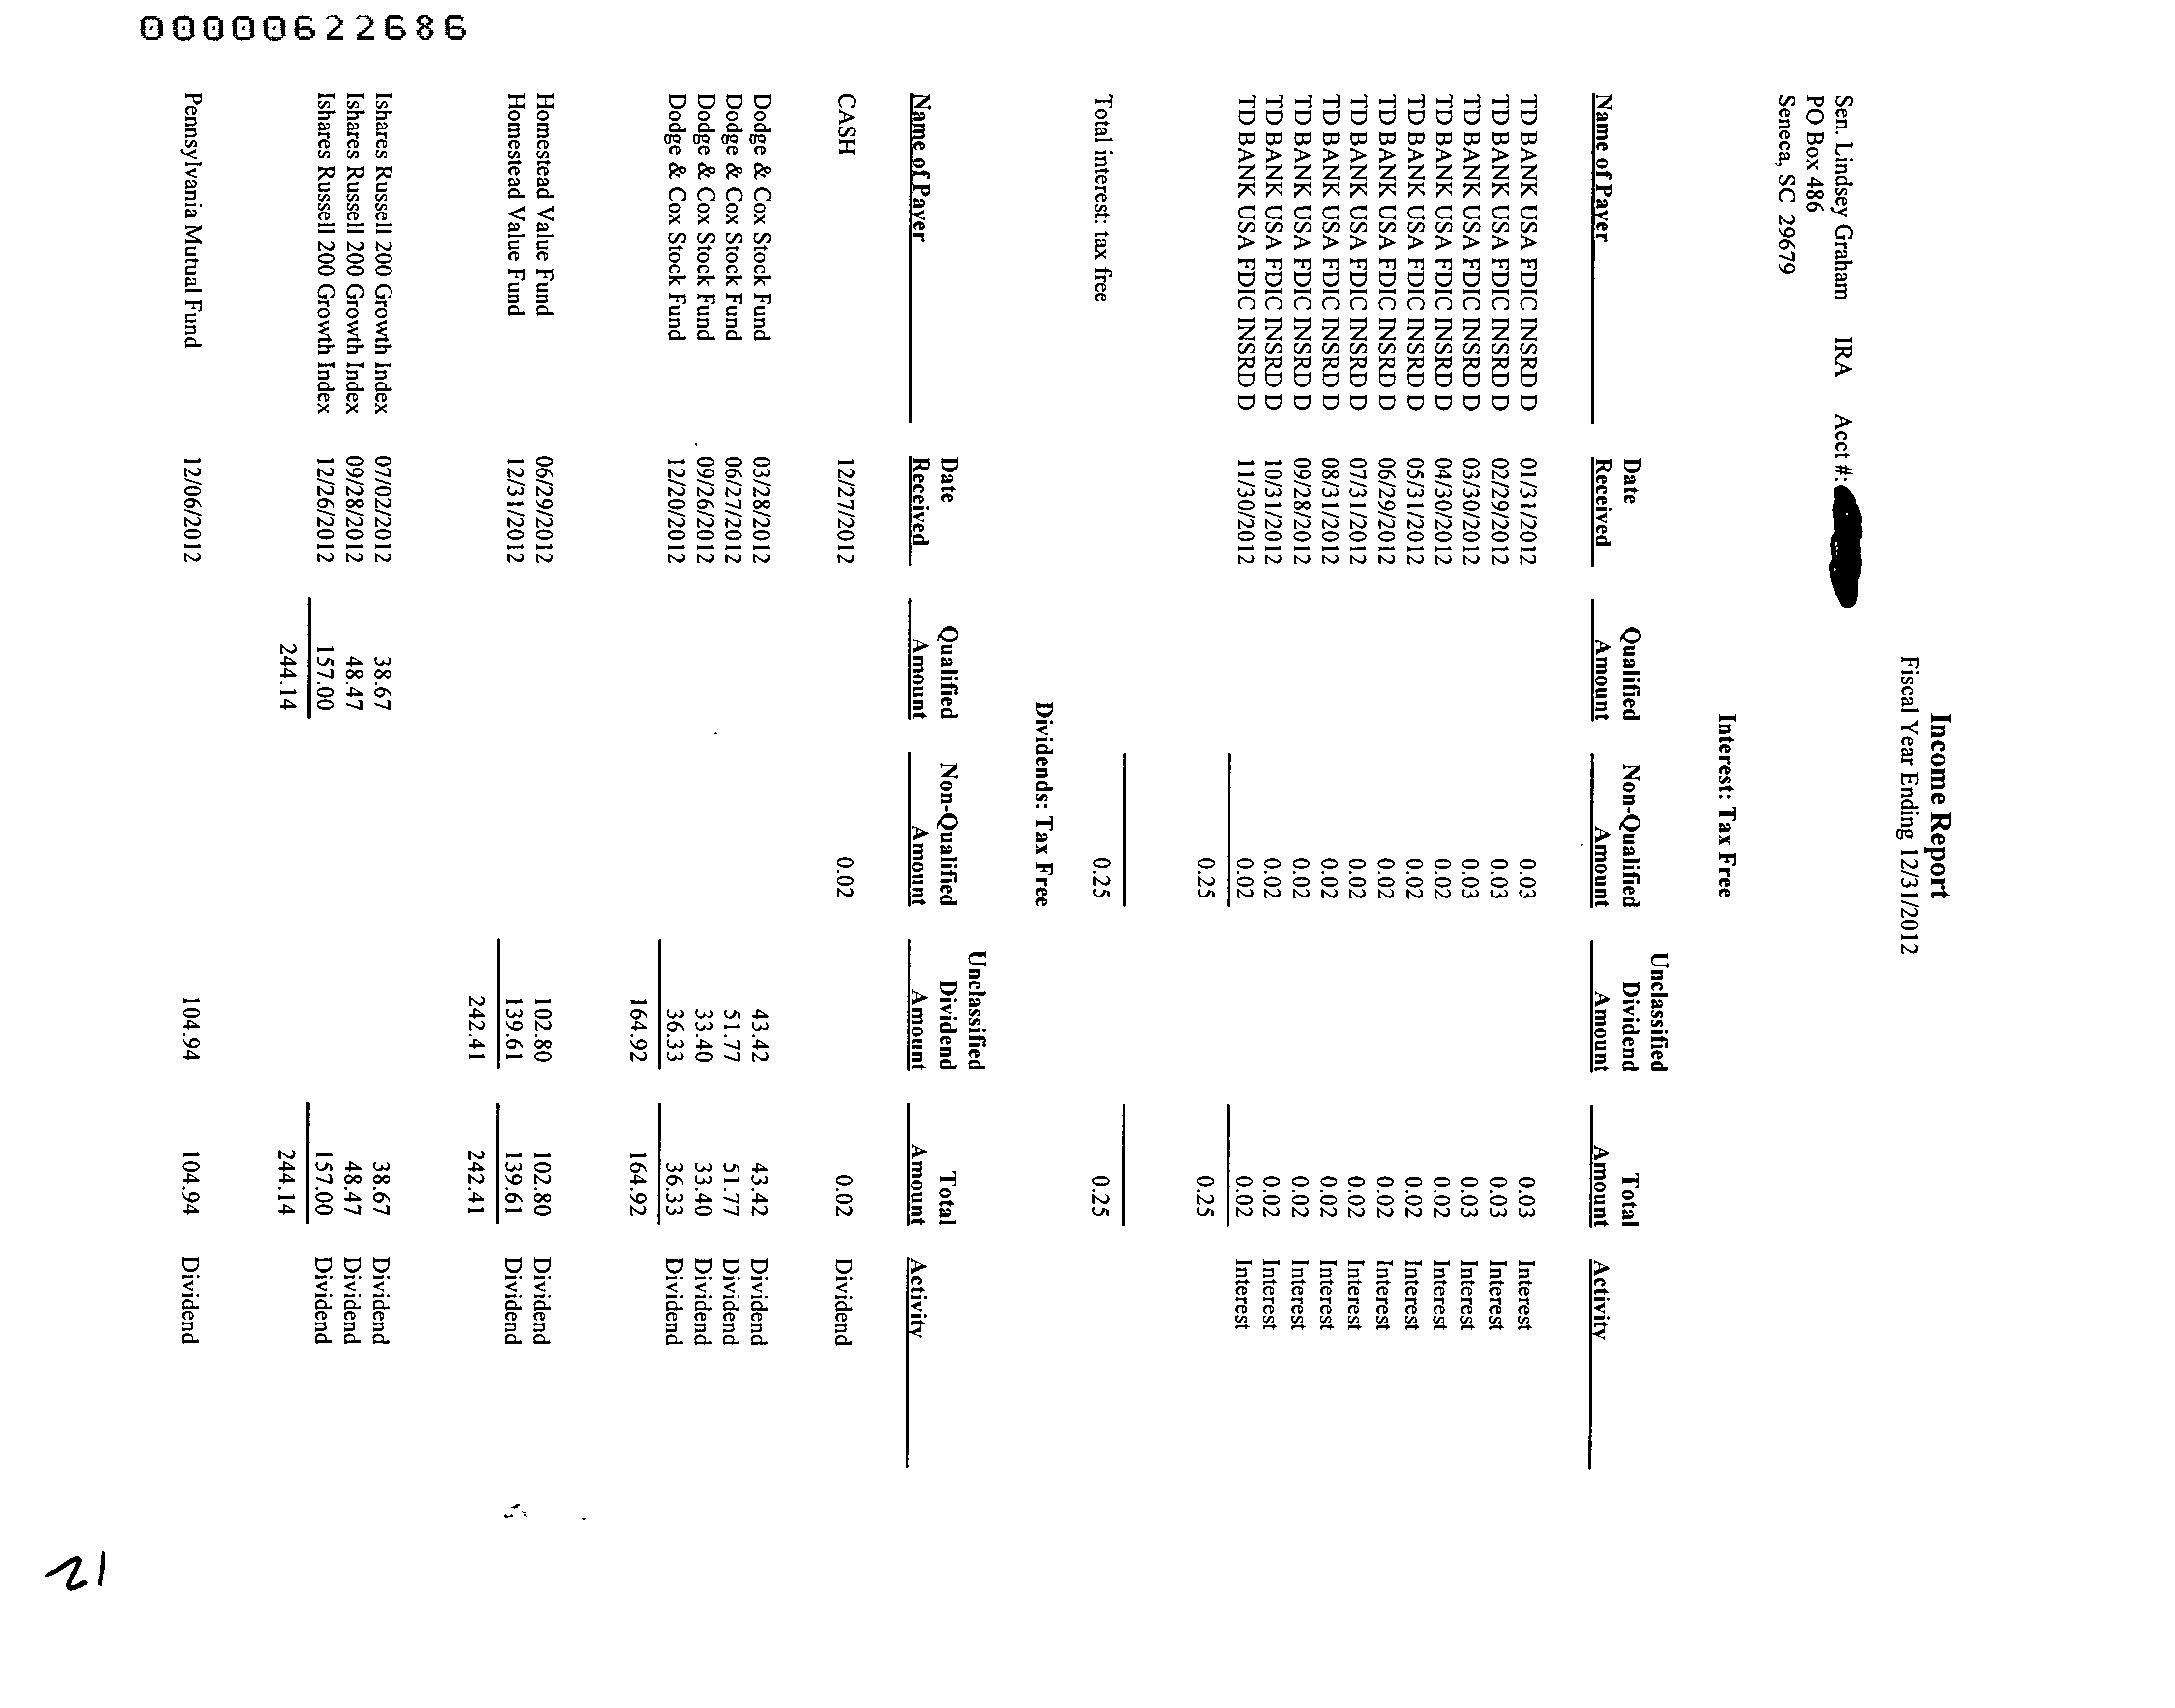 00000622686
Income Report
Fiscal Year Ending 12/31/2012
Sen. Lindsey Graham IRA Acct #:
PO Box 486
Seneca, SC 29679
Interest: Tax Free
Unclassified
Date Qualified Non-Qualified Dividend Total
Name of Payer Received Amount Amount Amount Amount Activity
TD BANK USA FDIC INSRD D 01/31/2012 0.03 0.03 Interest
TD BANK USA FDIC INSRD D 02/29/2012 0.03 0.03 Interest
TD BANK USA FDIC INSRD D 03/30/2012 0.03 0.03 Interest
TD BANK USA FDIC INSRD D 04/30/2012 0.02 0.02 Interest
TD BANK USA FDIC INSRD D 05/31/2012 0.02 0.02 Interest
TD BANK USA FDIC INSRD D 06/29/2012 0.02 0.02 Interest
TD BANK USA FDIC INSRD D 07/31/2012 0.02 0.02 Interest
TD BANK USA FDIC INSRD D 08/31/2012 0.02 0.02 Interest
TD BANK USA FDIC INSRD D 09/28/2012 0.02 0.02 Interest
TD BANK USA FDIC INSRD D 10/31/2012 0.02 0.02 Interest
TD BANK USA FDIC INSRD D 11/30/2012 0.02 0.02 Interest
0.25 0.25
Total interest: tax free 0.25 0.25
Dividends: Tax Free
Unclassified
Date Qualified Non-Qualified Dividend Total
Name of Payer Received Amount Amount Amount Amount Activity
CASH 12/27/2012 0.02 0.02 Dividend
Dodge & Cox Stock Fund 03/28/2012 43.42 43.42 Dividend
Dodge & Cox Stock Fund 06/27/2012 51.77 51.77 Dividend
Dodge & Cox Stock Fund 09/26/2012 33.40 33.40 Dividend
Dodge & Cox Stock Fund 12/20/2012 36.33 36.33 Dividend
164.92 164.92
Homestead Value Fund 06/29/2012 102.80 102.80 Dividend
Homestead Value Fund 12/31/2012 139.61 139.61 Dividend
242.41 242.41
Ishares Russell 200 Growth Index 07/02/2012 38.67 38.67 Dividend
Ishares Russell 200 Growth Index 09/28/2012 48.47 48.47 Dividend
Ishares Russell 200 Growth Index 12/26/2012 157.00 157.00 Dividend
244.14 244.14
Pennsylvania Mutual Fund 12/06/2012 104.94 104.94 Dividend
21